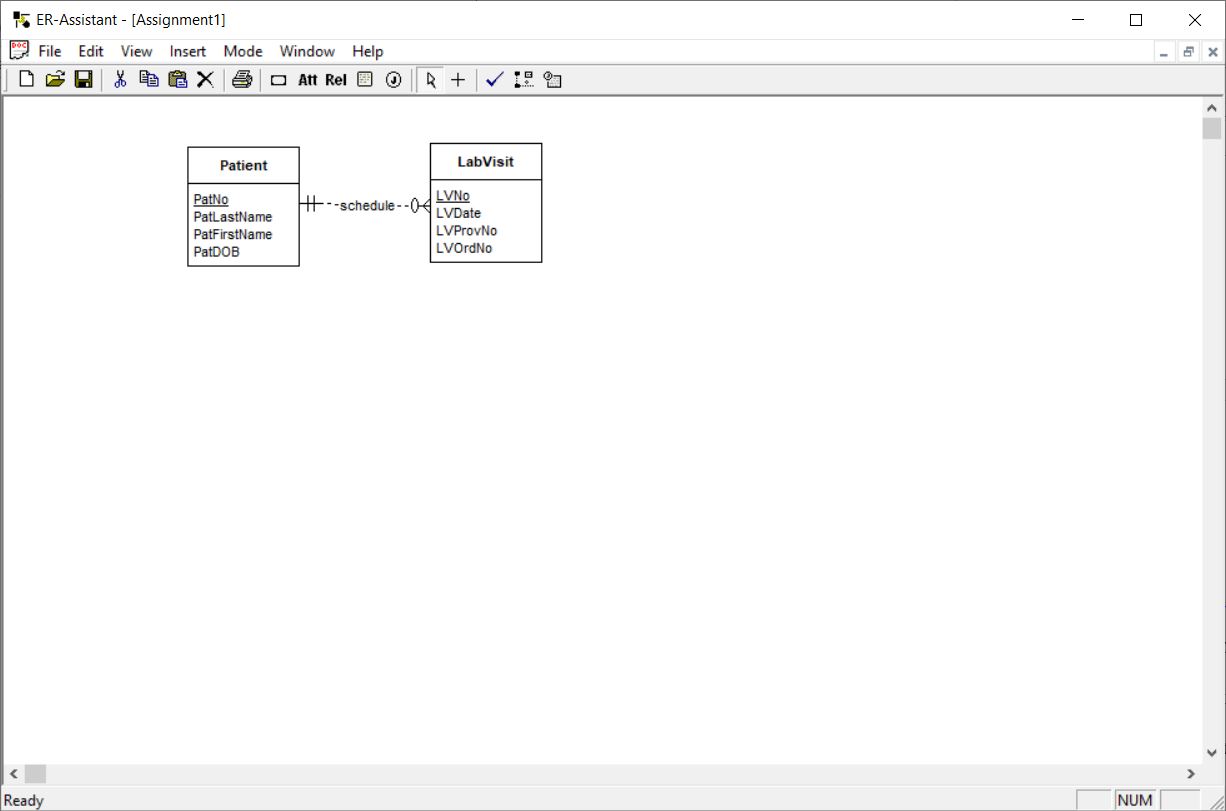 ER-Assistant - [Assignment1]
DOC File Edit View Insert Mode Window Help
Att Rel J
Patient
PatNo
PatLastName
PatFirstName
PatDOB
schedule
LabVisit
LVNo
LVDate
LVProvNo
LVOrdNo
Ready
NUM